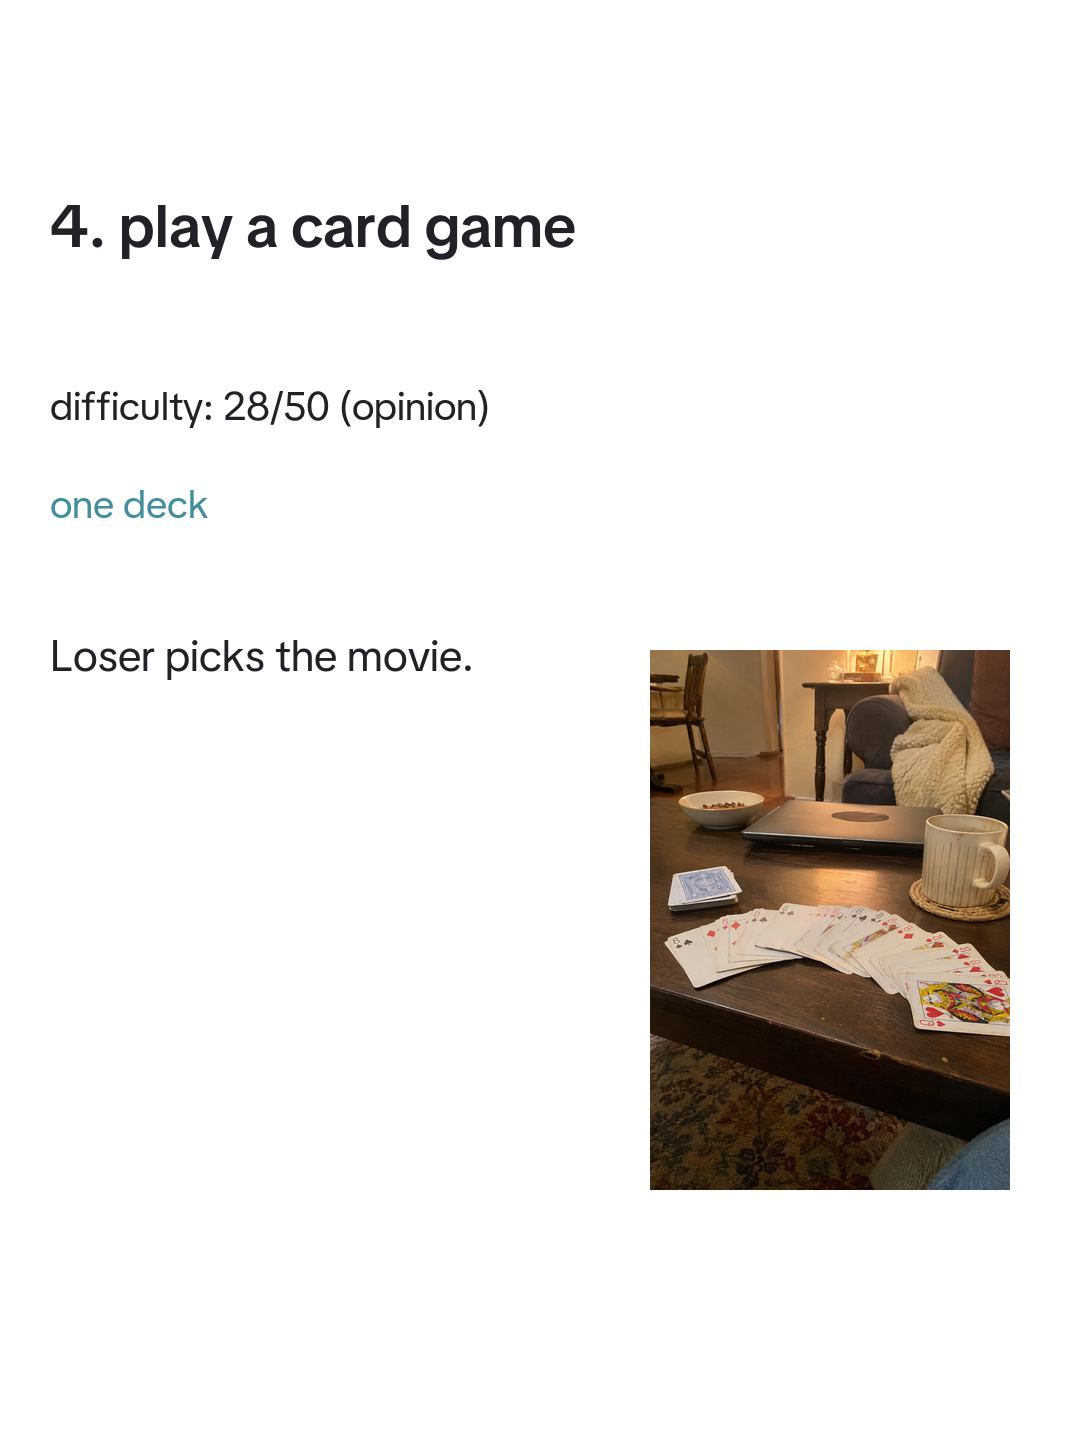 4. play a card game
difficulty: 28/50 (opinion)
one deck
Loser picks the movie.